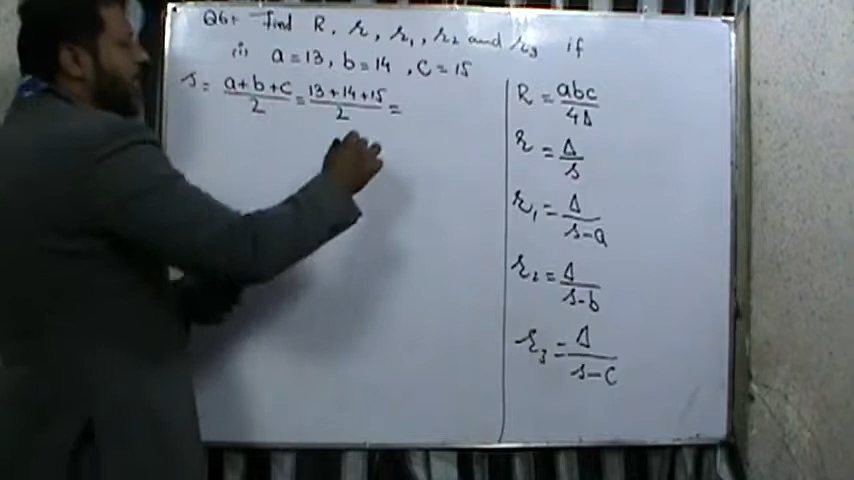 Q6: Find R, r, r₁, r₂ and r₃ if
(i) a = 13, b = 14, c = 15
s = (a+b+c)/2 = (13+14+15)/2 =
R = abc/4Δ
r = Δ/s
r₁ = Δ/(s-a)
r₂ = Δ/(s-b)
r₃ = Δ/(s-c)